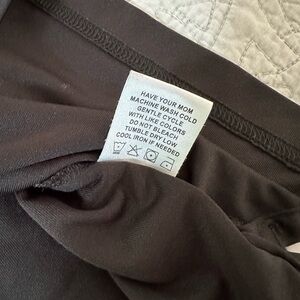 HAVE YOUR MOM
MACHINE WASH COLD
GENTLE CYCLE
WITH LIKE COLORS
DO NOT BLEACH
TUMBLE DRY LOW
COOL IRON IF NEEDED